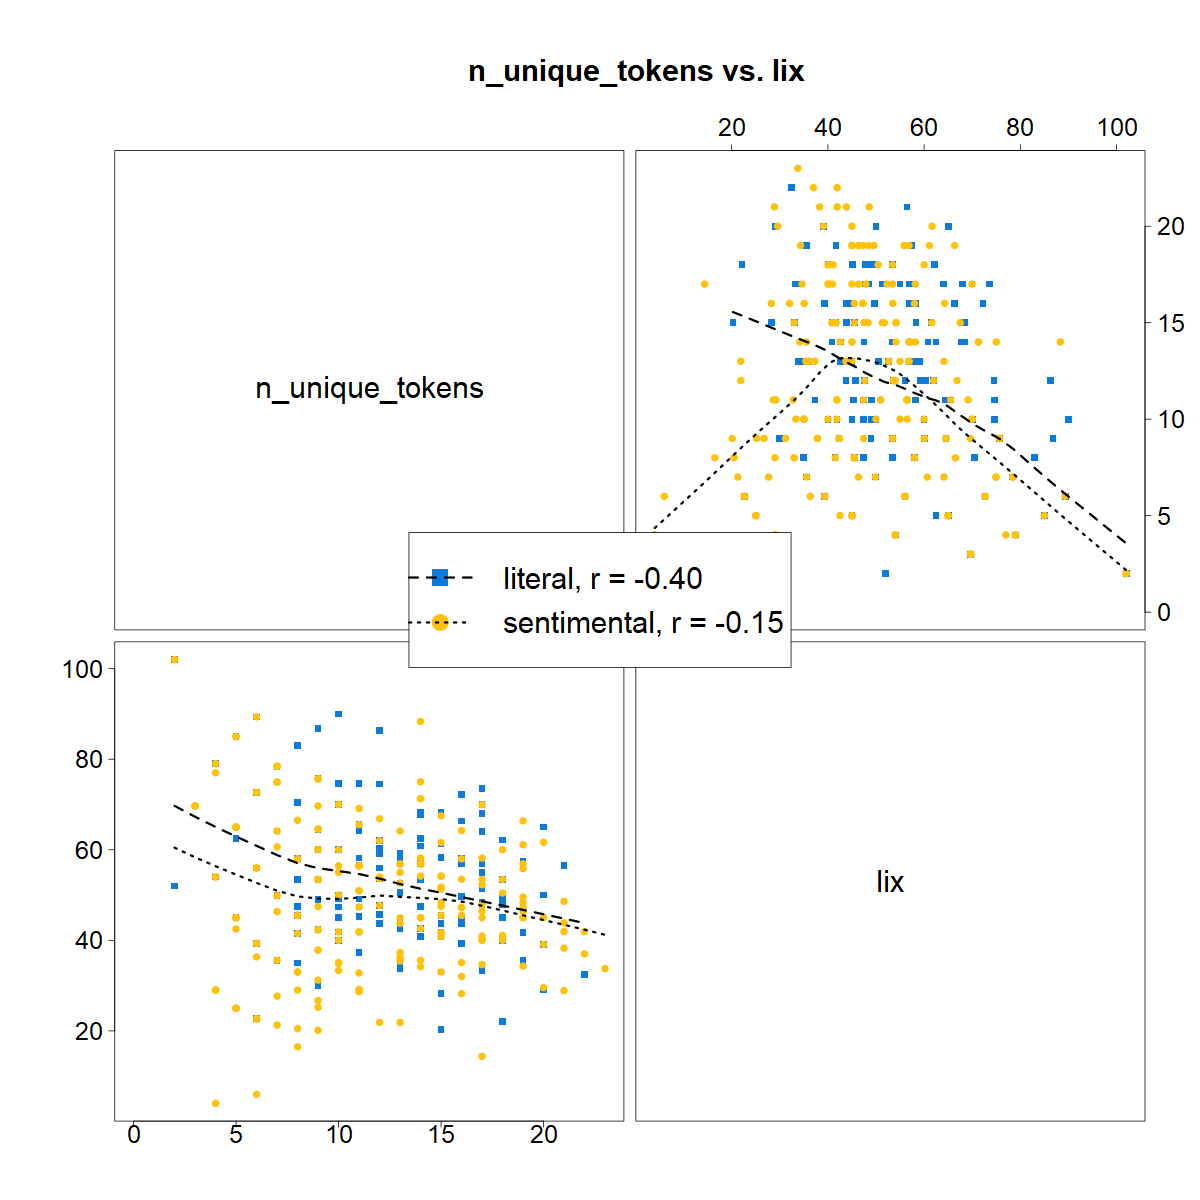 n_unique_tokens vs. lix
20 40 60 80 100
n_unique_tokens
20
15
10
5
0
literal, r = -0.40
sentimental, r = -0.15
100
80
60
40
20
lix
0 5 10 15 20